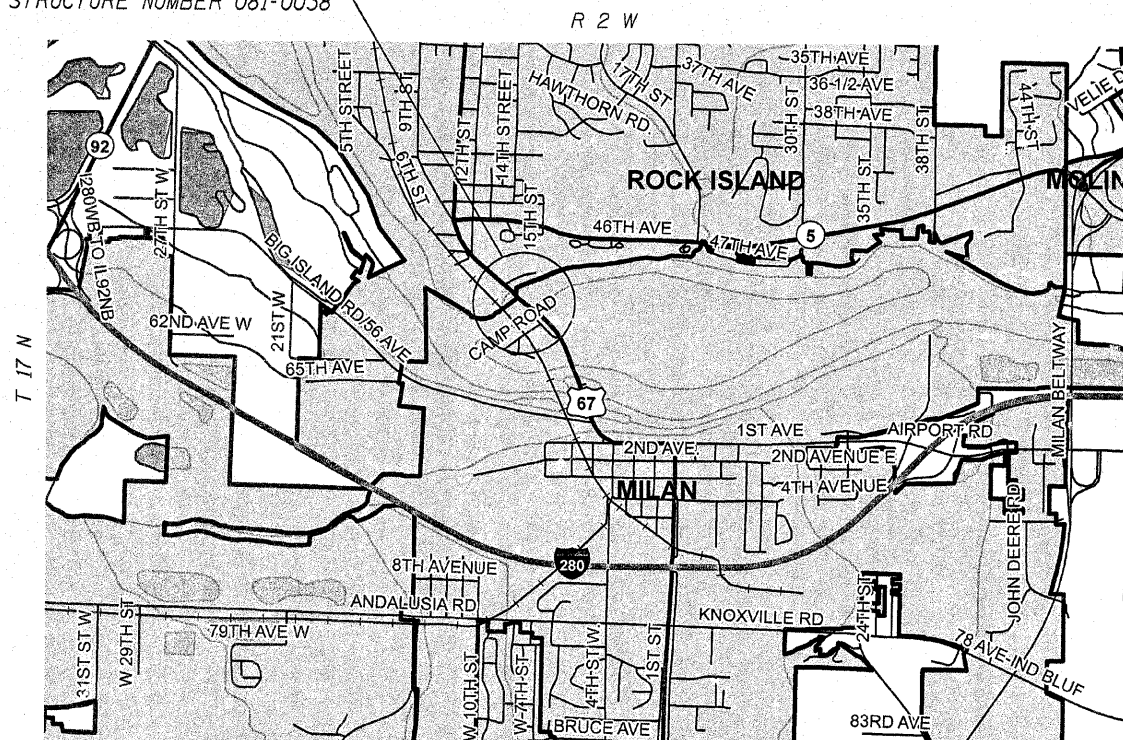 STRUCTURE NUMBER 081-0038
R 2 W
T 17 N
5TH STREET
9TH ST
6TH ST
12TH ST
14TH STREET
HAWTHORN RD
17TH ST
37TH AVE
35TH AVE
36-1/2 AVE
38TH AVE
30TH ST
35TH ST
38TH ST
44TH ST
VELIE D
92
280WB TO IL92NB
27TH ST W
ROCK ISLAND
MOLIN
15TH ST
46TH AVE
47TH AVE
5
BIG ISLAND RD/56 AVE
62ND AVE W
21ST W
65TH AVE
CAMP ROAD
67
MILAN BELTWAY
1ST AVE
AIRPORT RD
2ND AVE
2ND AVENUE E
4TH AVENUE
MILAN
JOHN DEERE RD
280
8TH AVENUE
ANDALUSIA RD
KNOXVILLE RD
24TH ST
79TH AVE W
31ST ST W
W 29TH ST
W 10TH ST
W 7TH ST
4TH ST W
1ST ST
BRUCE AVE
78 AVE-IND BLUF
83RD AVE